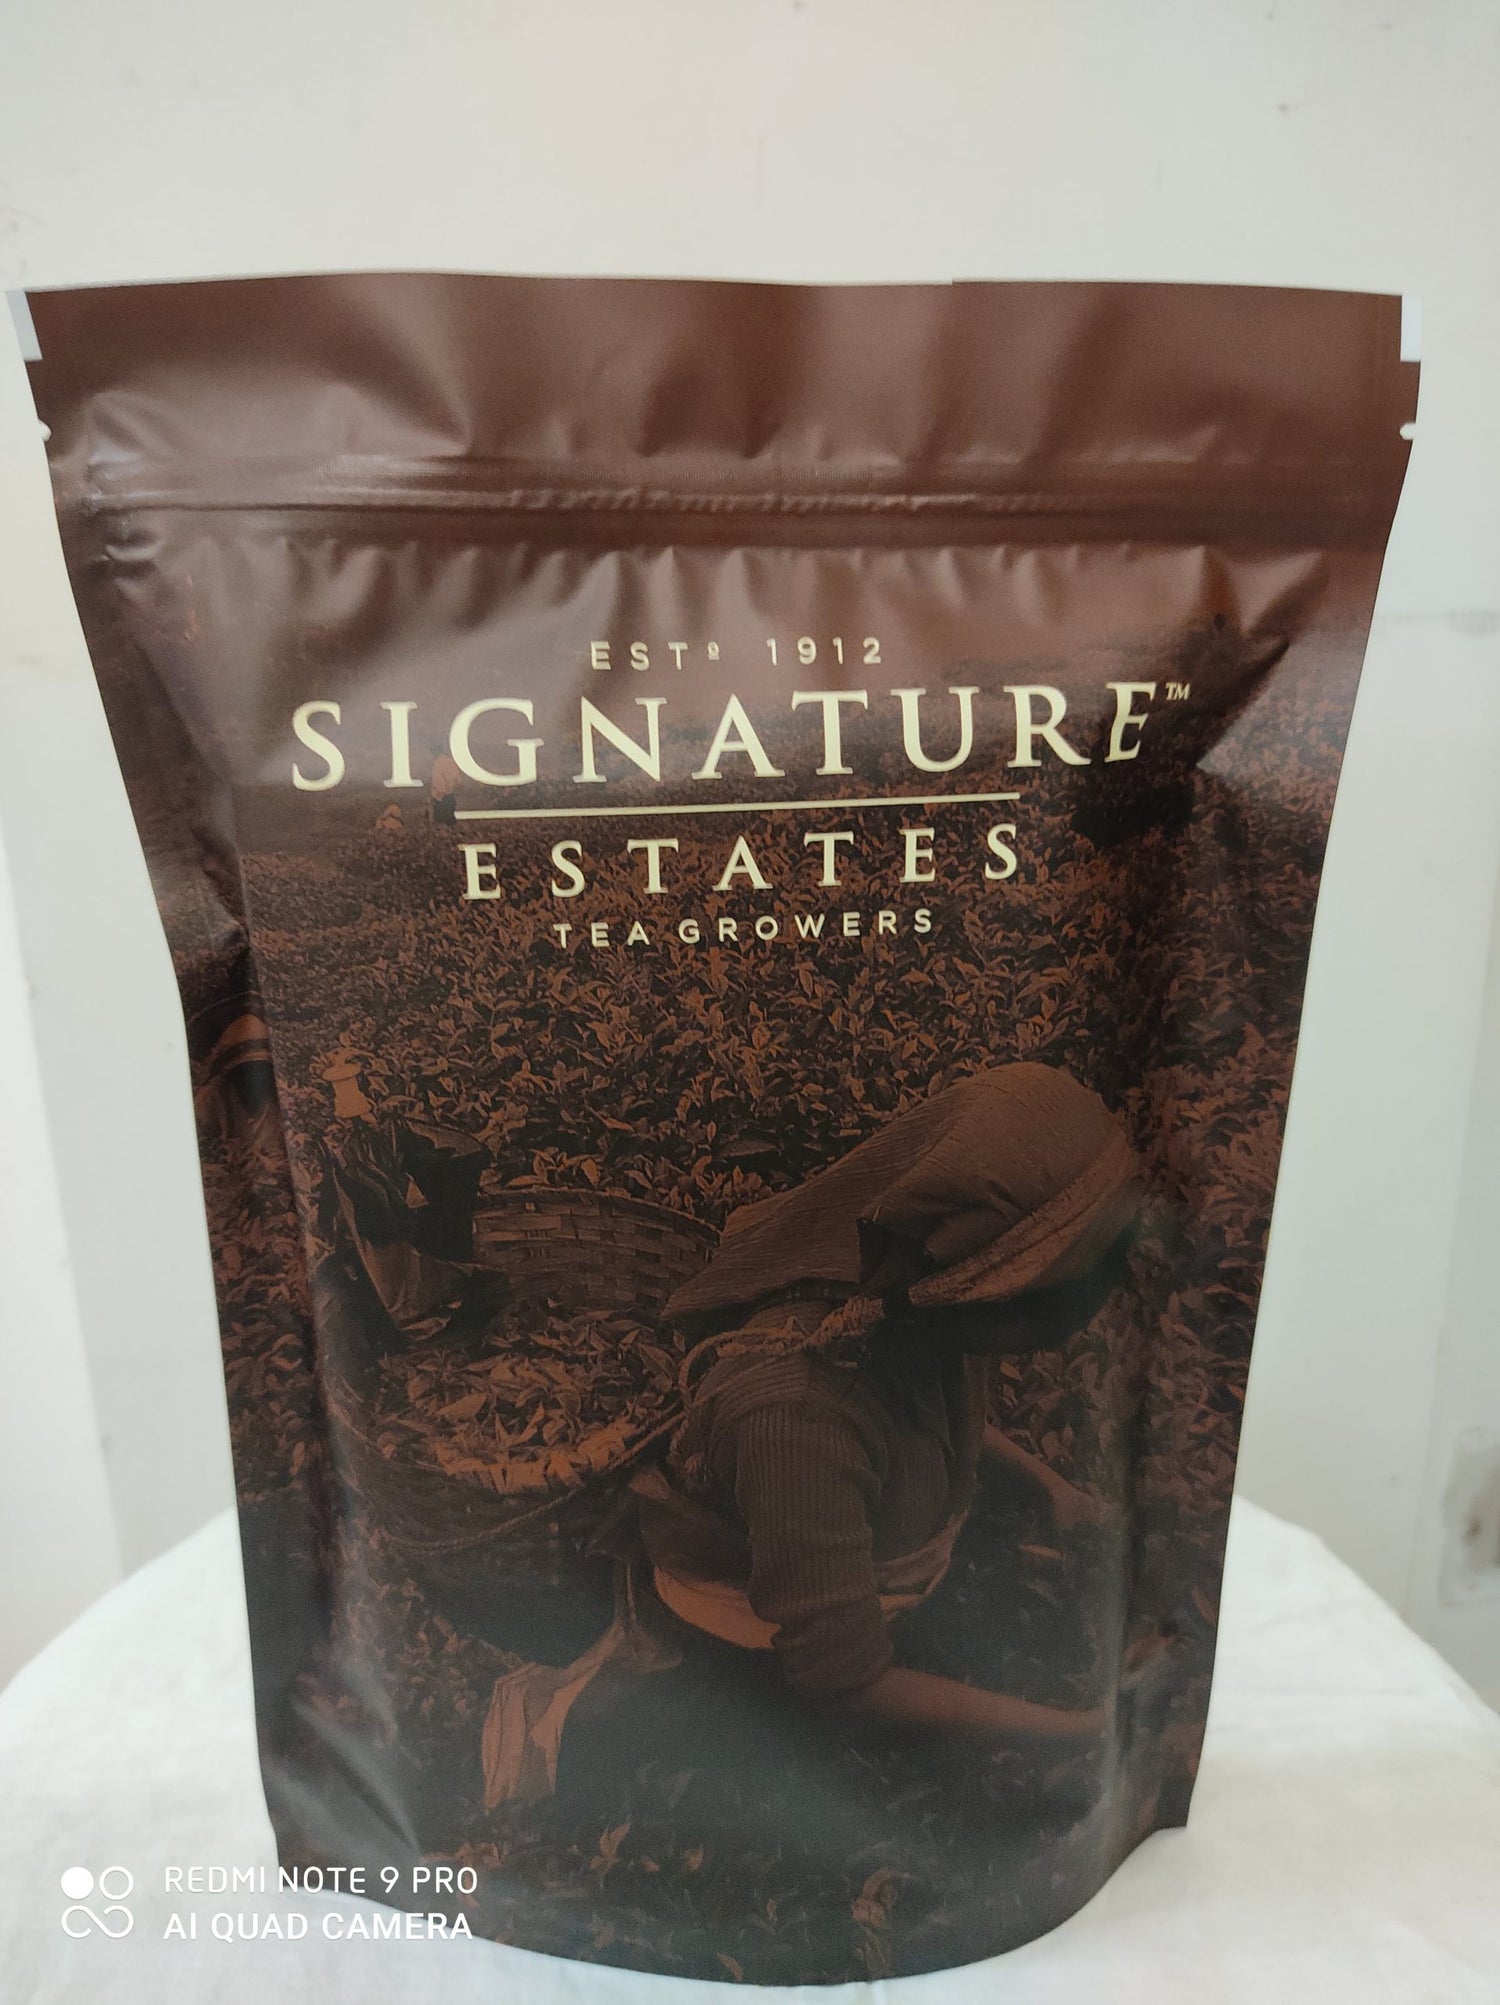 ESTº 1912
SIGNATURE™
ESTATES
TEA GROWERS
REDMI NOTE 9 PRO
AI QUAD CAMERA